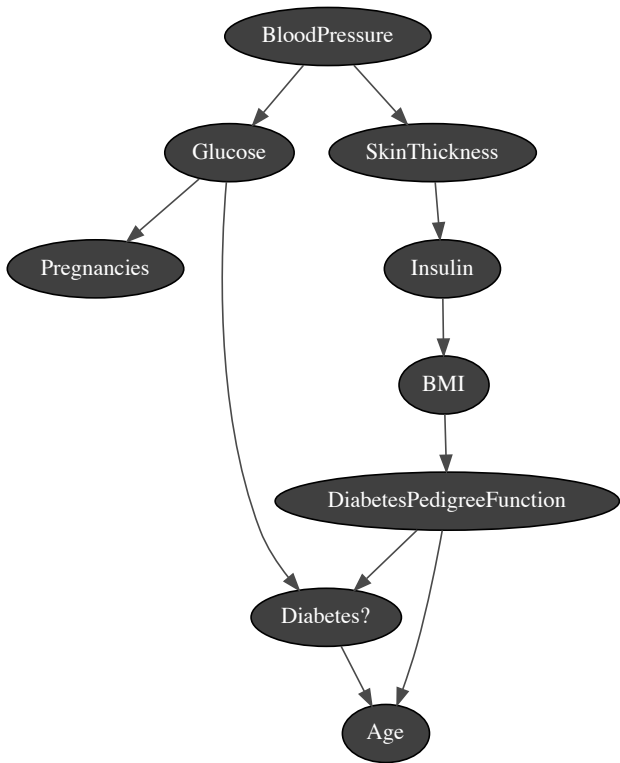 BloodPressure
Glucose
SkinThickness
Pregnancies
Insulin
BMI
DiabetesPedigreeFunction
Diabetes?
Age